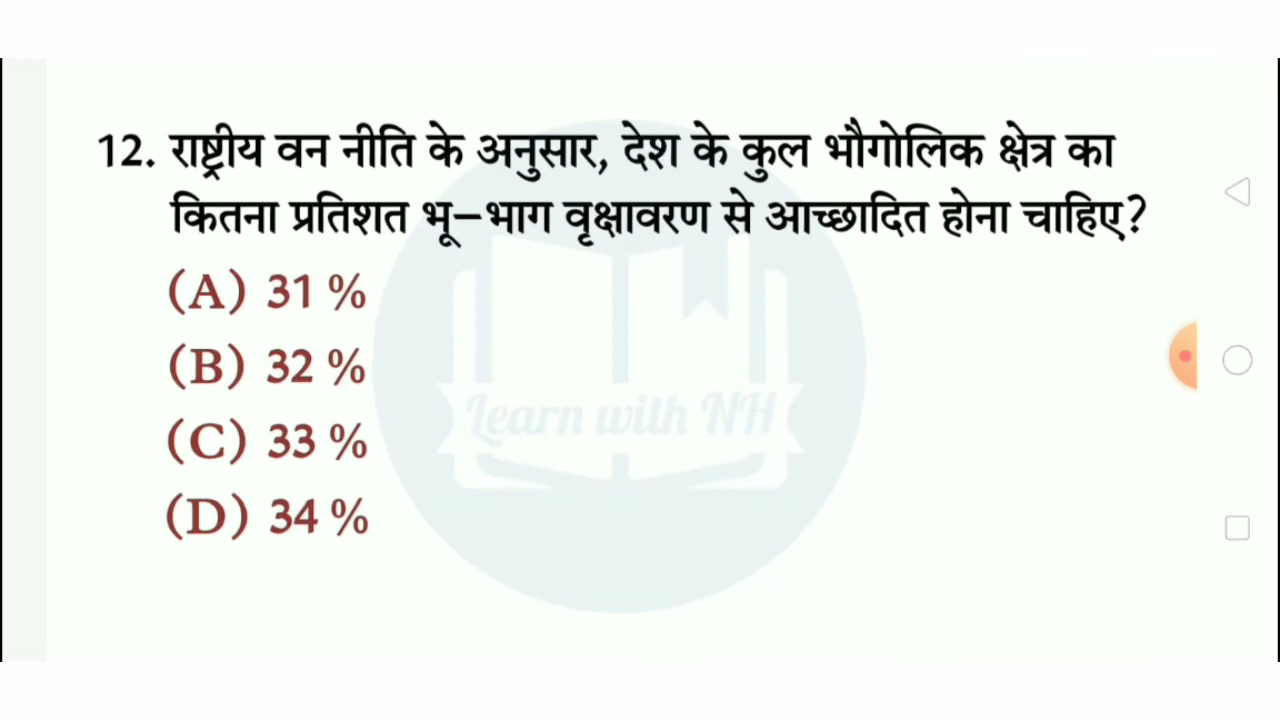 12. राष्ट्रीय वन नीति के अनुसार, देश के कुल भौगोलिक क्षेत्र का
कितना प्रतिशत भू–भाग वृक्षावरण से आच्छादित होना चाहिए?
(A) 31 %
(B) 32 %
(C) 33 %
(D) 34 %
Learn with NH